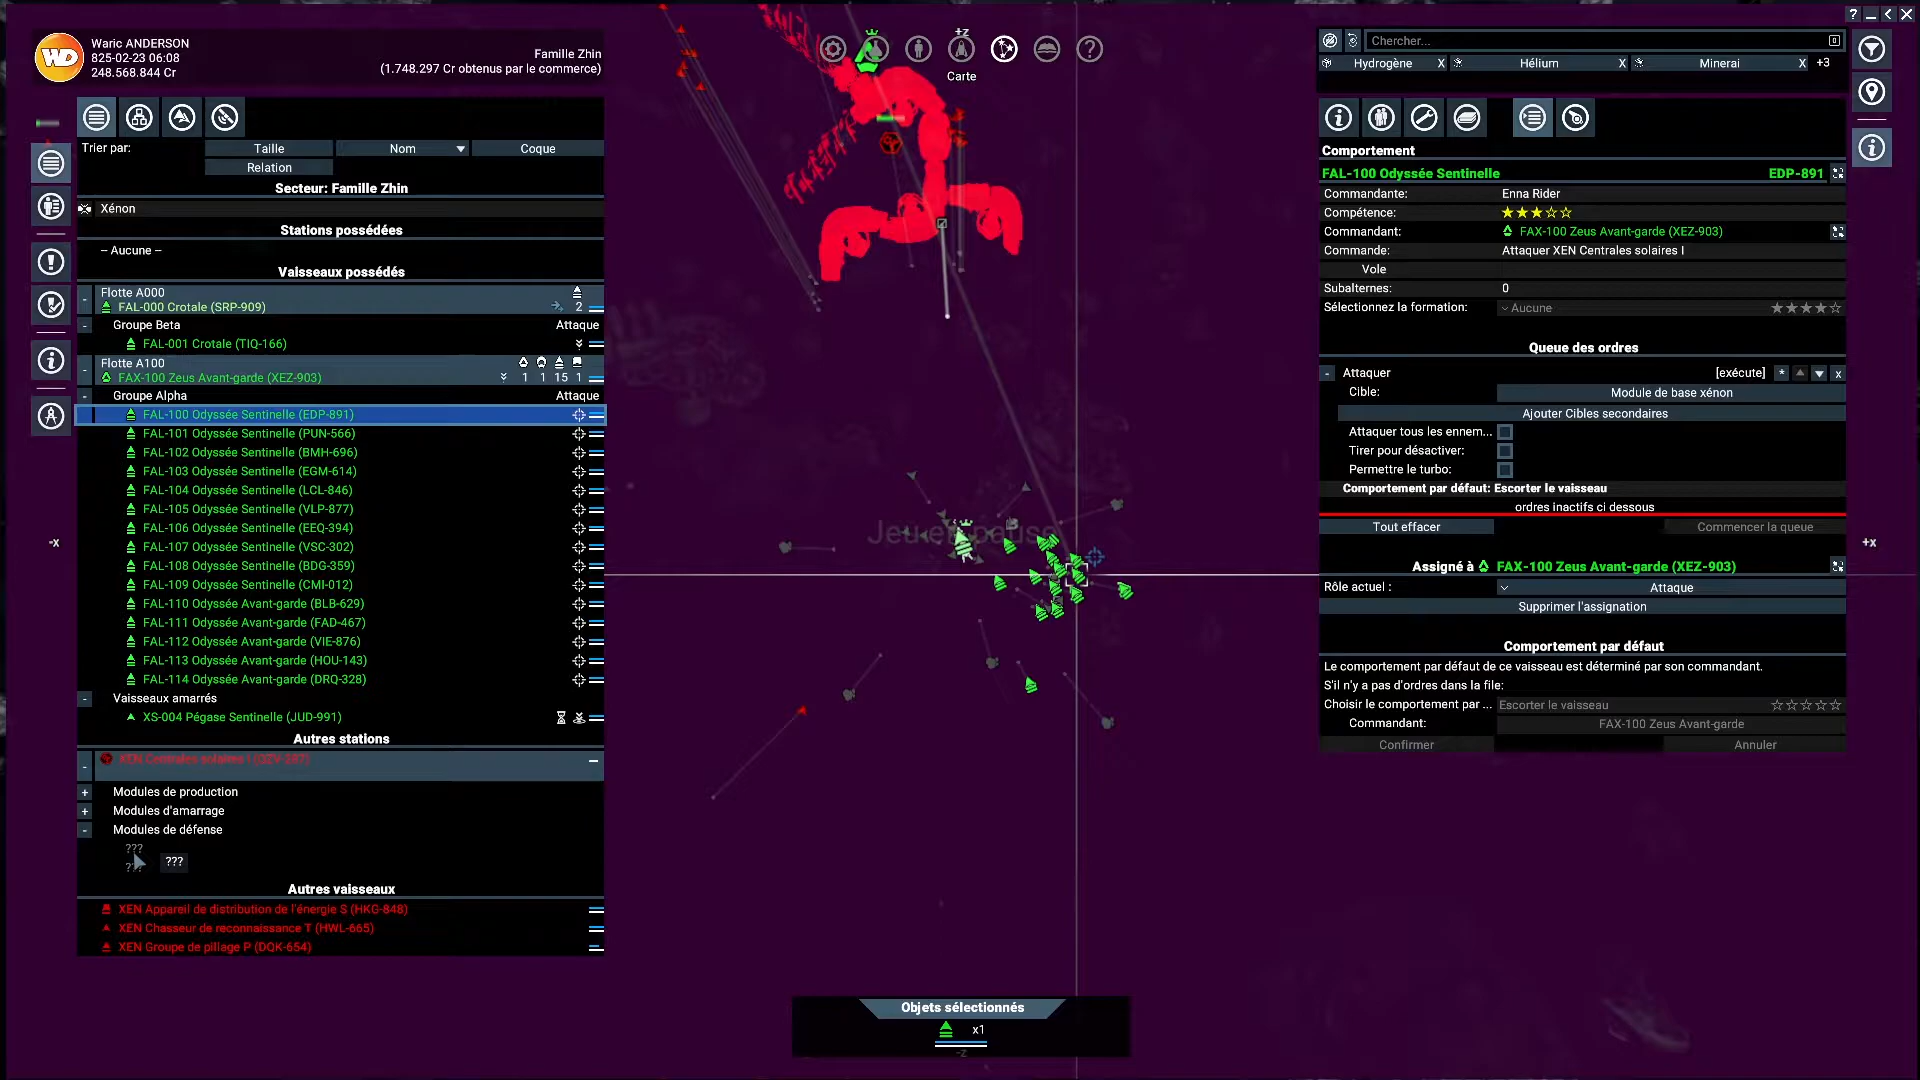 WD
Waric ANDERSON
825-02-23 06:08
248.568.844 Cr
Famille Zhin
(1.748.297 Cr obtenus par le commerce)
Trier par:
Taille
Nom
Coque
Relation
Secteur: Famille Zhin
Xénon
Stations possédées
-- Aucune --
Vaisseaux possédés
Flotte A000
FAL-000 Crotale (SRP-909)
2
Groupe Beta
Attaque
FAL-001 Crotale (TIQ-166)
Flotte A100
FAX-100 Zeus Avant-garde (XEZ-903)
1 1 15 1
Groupe Alpha
Attaque
FAL-100 Odyssée Sentinelle (EDP-891)
FAL-101 Odyssée Sentinelle (PUN-566)
FAL-102 Odyssée Sentinelle (BMH-696)
FAL-103 Odyssée Sentinelle (EGM-614)
FAL-104 Odyssée Sentinelle (LCL-846)
FAL-105 Odyssée Sentinelle (VLP-877)
FAL-106 Odyssée Sentinelle (EEQ-394)
FAL-107 Odyssée Sentinelle (VSC-302)
FAL-108 Odyssée Sentinelle (BDG-359)
FAL-109 Odyssée Sentinelle (CMI-012)
FAL-110 Odyssée Avant-garde (BLB-629)
FAL-111 Odyssée Avant-garde (FAD-467)
FAL-112 Odyssée Avant-garde (VIE-876)
FAL-113 Odyssée Avant-garde (HOU-143)
FAL-114 Odyssée Avant-garde (DRQ-328)
Vaisseaux amarrés
XS-004 Pégase Sentinelle (JUD-991)
Autres stations
XEN Centrales solaires I
Modules de production
Modules d'amarrage
Modules de défense
???
???
Autres vaisseaux
XEN Appareil de distribution de l'énergie S (HKG-848)
XEN Chasseur de reconnaissance T (HWL-665)
XEN Groupe de pillage P (DQK-654)
-x
+z
Carte
Jeu en pause
Objets sélectionnés
x1
-z
+x
Chercher...
Hydrogène X
Hélium X
Minerai X
+3
Comportement
FAL-100 Odyssée Sentinelle
EDP-891
Commandante:
Enna Rider
Compétence:
Commandant:
FAX-100 Zeus Avant-garde (XEZ-903)
Commande:
Attaquer XEN Centrales solaires I
Vole
Subalternes:
0
Sélectionnez la formation:
Aucune
Queue des ordres
Attaquer
[exécute]
* x
Cible:
Module de base xénon
Ajouter Cibles secondaires
Attaquer tous les ennem...
Tirer pour désactiver:
Permettre le turbo:
Comportement par défaut: Escorter le vaisseau
ordres inactifs ci dessous
Tout effacer
Commencer la queue
Assigné à FAX-100 Zeus Avant-garde (XEZ-903)
Rôle actuel :
Attaque
Supprimer l'assignation
Comportement par défaut
Le comportement par défaut de ce vaisseau est déterminé par son commandant.
S'il n'y a pas d'ordres dans la file:
Choisir le comportement par ...
Escorter le vaisseau
Commandant:
FAX-100 Zeus Avant-garde
Confirmer
Annuler